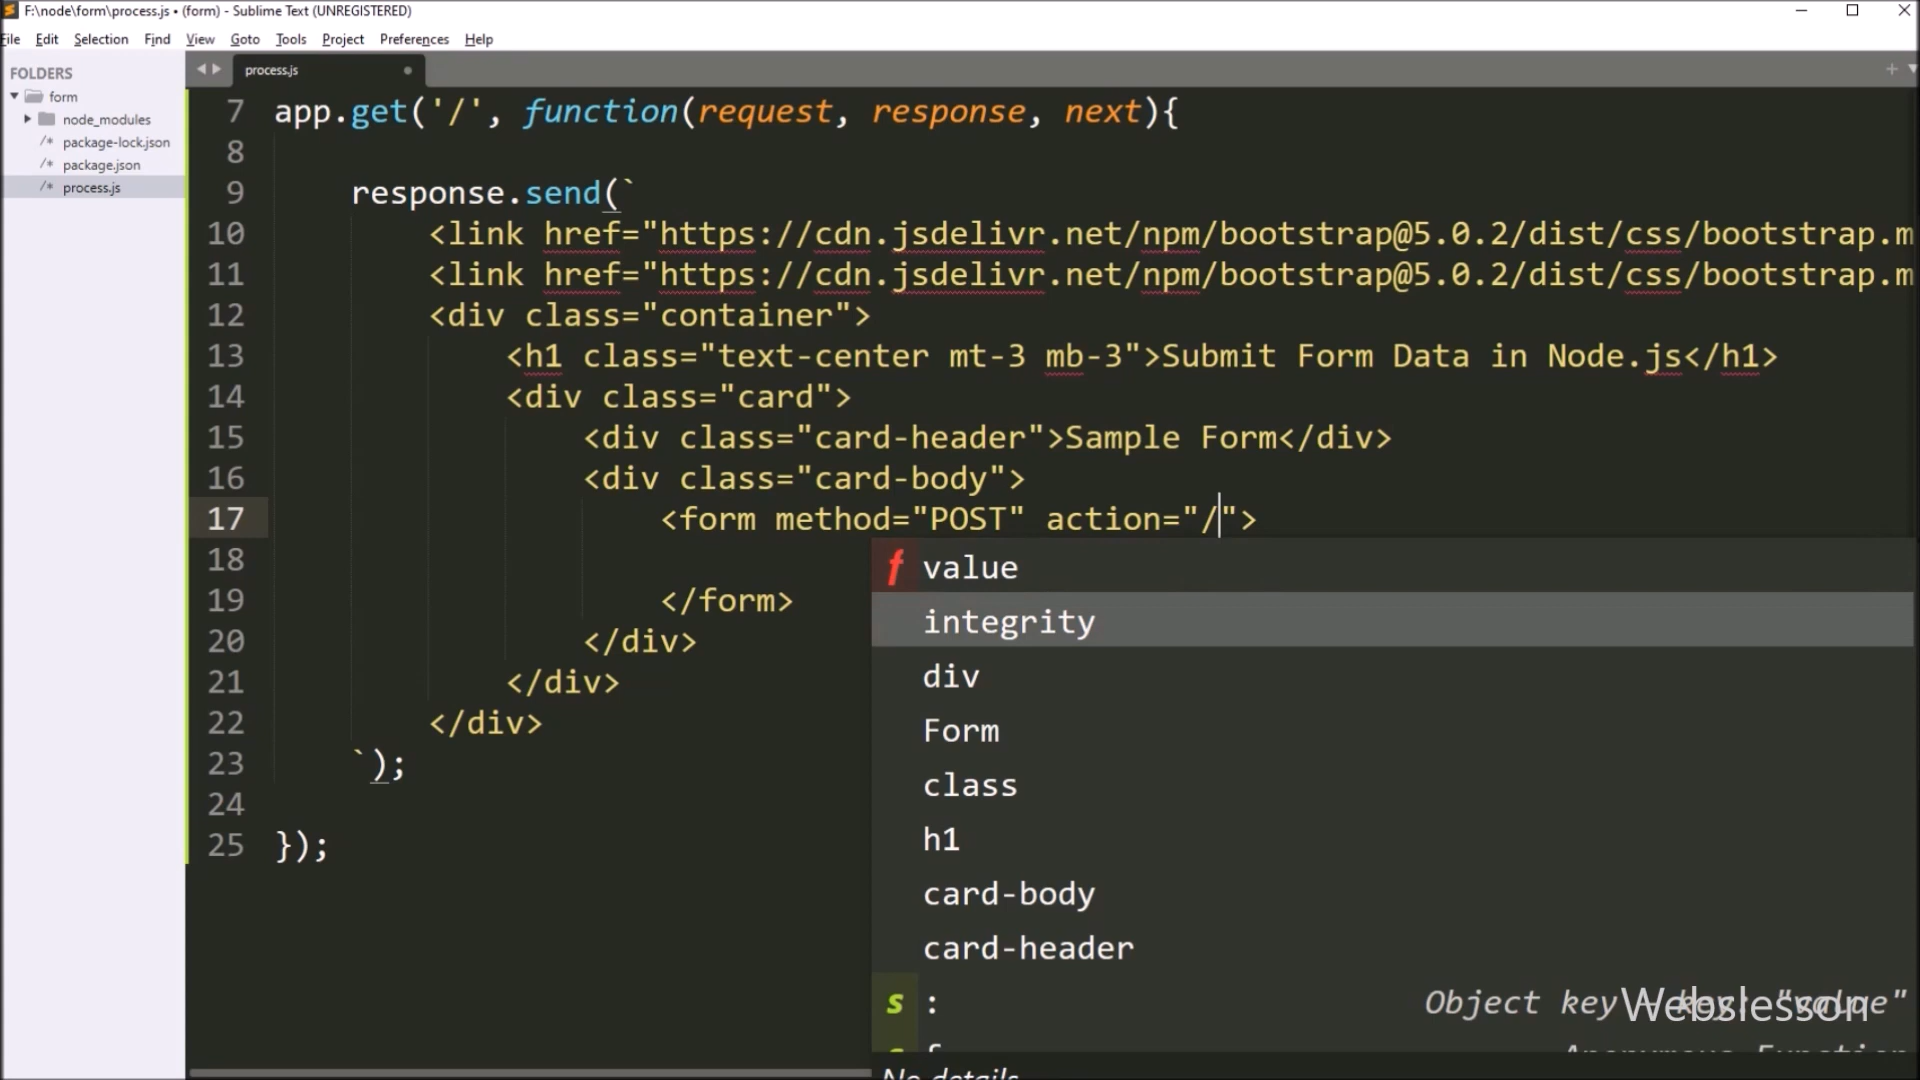 F:\node\form\process.js • (form) - Sublime Text (UNREGISTERED)
File Edit Selection Find View Goto Tools Project Preferences Help
FOLDERS
form
node_modules
/* package-lock.json
/* package.json
/* process.js
process.js
7 app.get('/', function(request, response, next){
8
9 response.send(`
10 <link href="https://cdn.jsdelivr.net/npm/bootstrap@5.0.2/dist/css/bootstrap.m
11 <link href="https://cdn.jsdelivr.net/npm/bootstrap@5.0.2/dist/css/bootstrap.m
12 <div class="container">
13 <h1 class="text-center mt-3 mb-3">Submit Form Data in Node.js</h1>
14 <div class="card">
15 <div class="card-header">Sample Form</div>
16 <div class="card-body">
17 <form method="POST" action="/">
18
19 </form>
20 </div>
21 </div>
22 </div>
23 `);
24
25 });
f value
integrity
div
Form
class
h1
card-body
card-header
s : Object key – key: "value"
Webslesson
No details